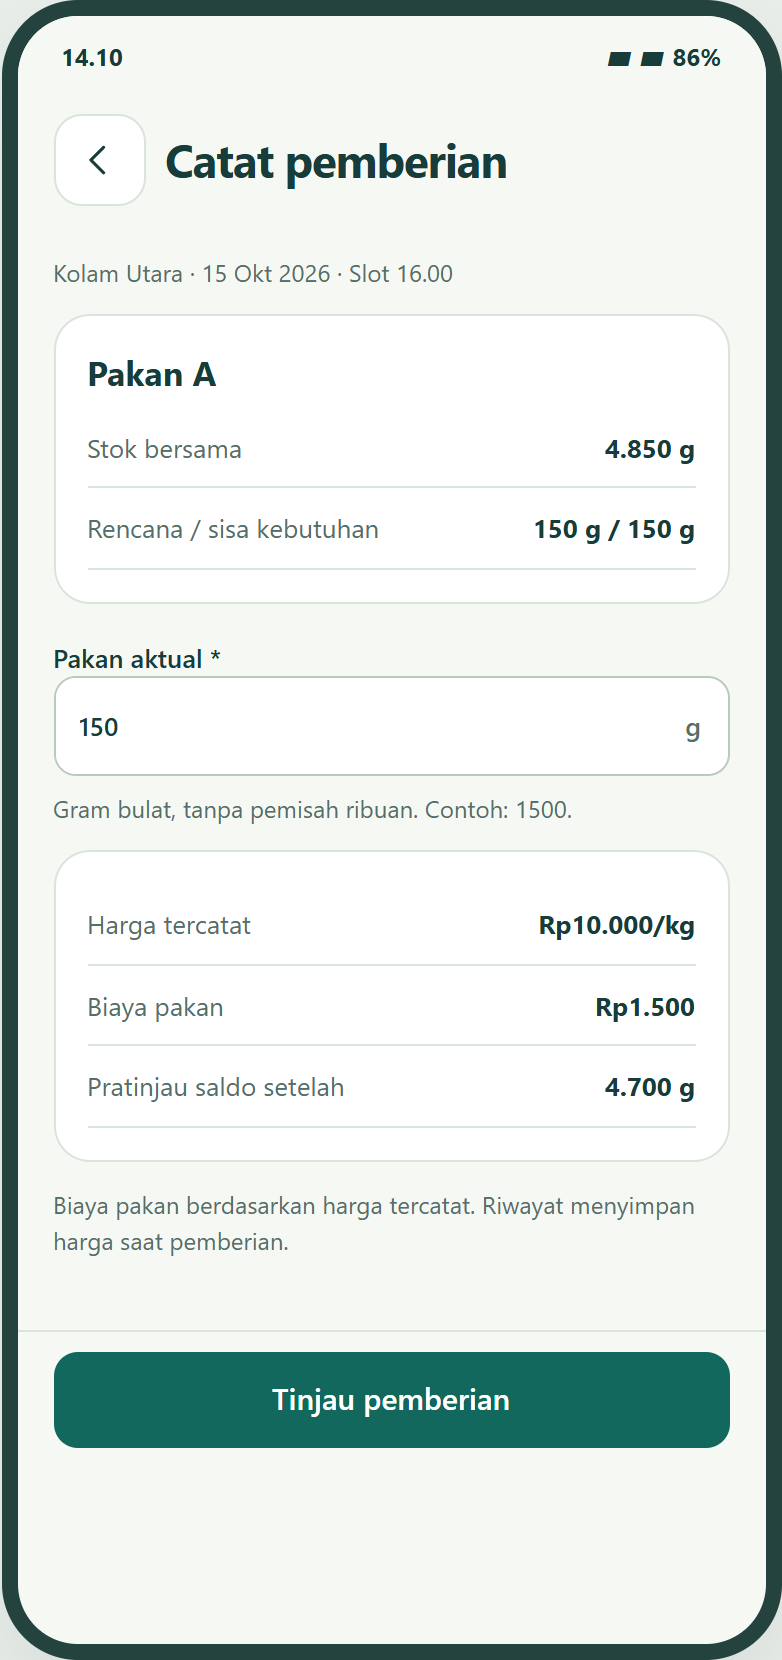 14.10 86%
Catat pemberian
Kolam Utara · 15 Okt 2026 · Slot 16.00
Pakan A
Stok bersama 4.850 g
Rencana / sisa kebutuhan 150 g / 150 g
Pakan aktual *
150 g
Gram bulat, tanpa pemisah ribuan. Contoh: 1500.
Harga tercatat Rp10.000/kg
Biaya pakan Rp1.500
Pratinjau saldo setelah 4.700 g
Biaya pakan berdasarkan harga tercatat. Riwayat menyimpan
harga saat pemberian.
Tinjau pemberian